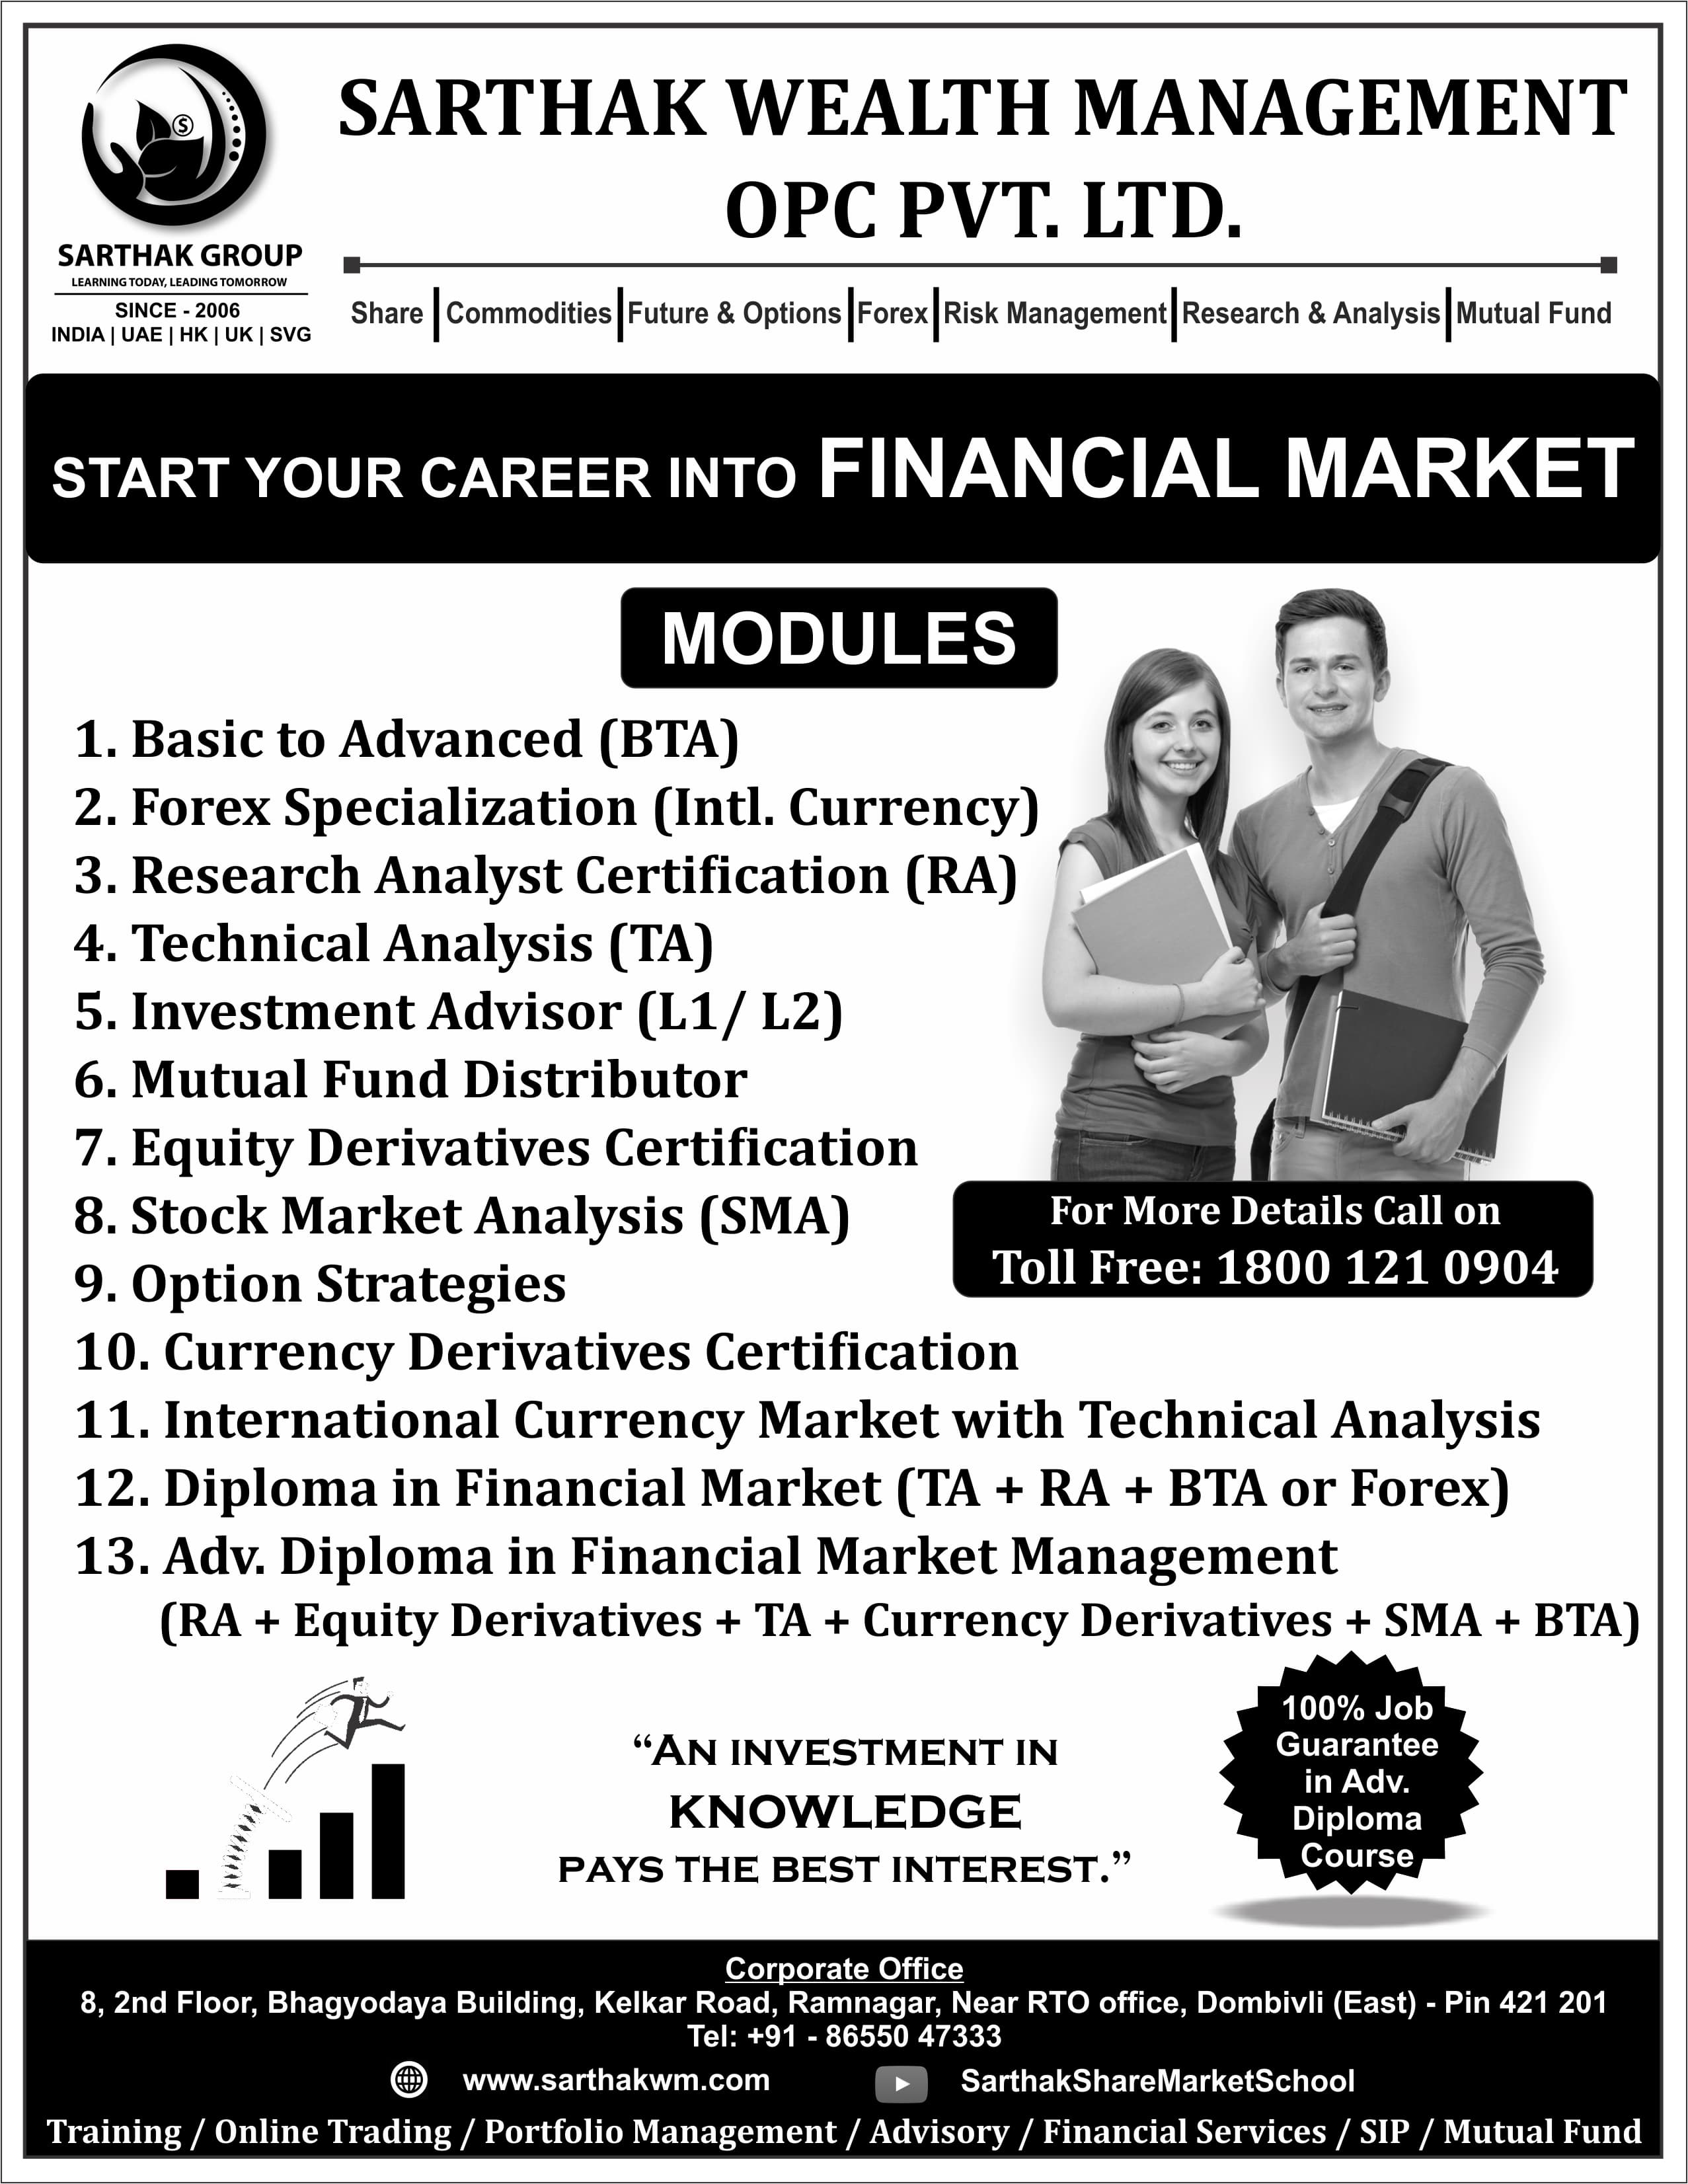 SARTHAK WEALTH MANAGEMENT
OPC PVT. LTD.
S
SARTHAK GROUP
LEARNING TODAY, LEADING TOMORROW
SINCE - 2006
INDIA | UAE | HK | UK | SVG
Share | Commodities | Future & Options | Forex | Risk Management | Research & Analysis | Mutual Fund
START YOUR CAREER INTO FINANCIAL MARKET
MODULES
1. Basic to Advanced (BTA)
2. Forex Specialization (Intl. Currency)
3. Research Analyst Certification (RA)
4. Technical Analysis (TA)
5. Investment Advisor (L1/ L2)
6. Mutual Fund Distributor
7. Equity Derivatives Certification
8. Stock Market Analysis (SMA)
9. Option Strategies
10. Currency Derivatives Certification
11. International Currency Market with Technical Analysis
12. Diploma in Financial Market (TA + RA + BTA or Forex)
13. Adv. Diploma in Financial Market Management
(RA + Equity Derivatives + TA + Currency Derivatives + SMA + BTA)
For More Details Call on
Toll Free: 1800 121 0904
“AN INVESTMENT IN
KNOWLEDGE
PAYS THE BEST INTEREST.”
100% Job
Guarantee
in Adv.
Diploma
Course
Corporate Office
8, 2nd Floor, Bhagyodaya Building, Kelkar Road, Ramnagar, Near RTO office, Dombivli (East) - Pin 421 201
Tel: +91 - 86550 47333
www.sarthakwm.com
SarthakShareMarketSchool
Training / Online Trading / Portfolio Management / Advisory / Financial Services / SIP / Mutual Fund